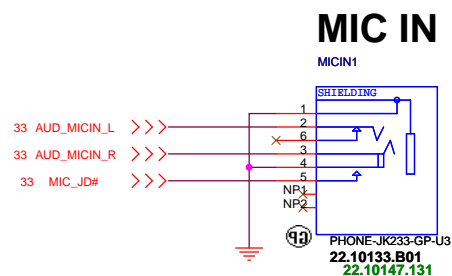 MIC IN
MICIN1
SHIELDING
1
33 AUD_MICIN_L 2
6
33 AUD_MICIN_R 3
4
33 MIC_JD# 5
NP1
NP2
GP
PHONE-JK233-GP-U3
22.10133.B01
22.10147.131